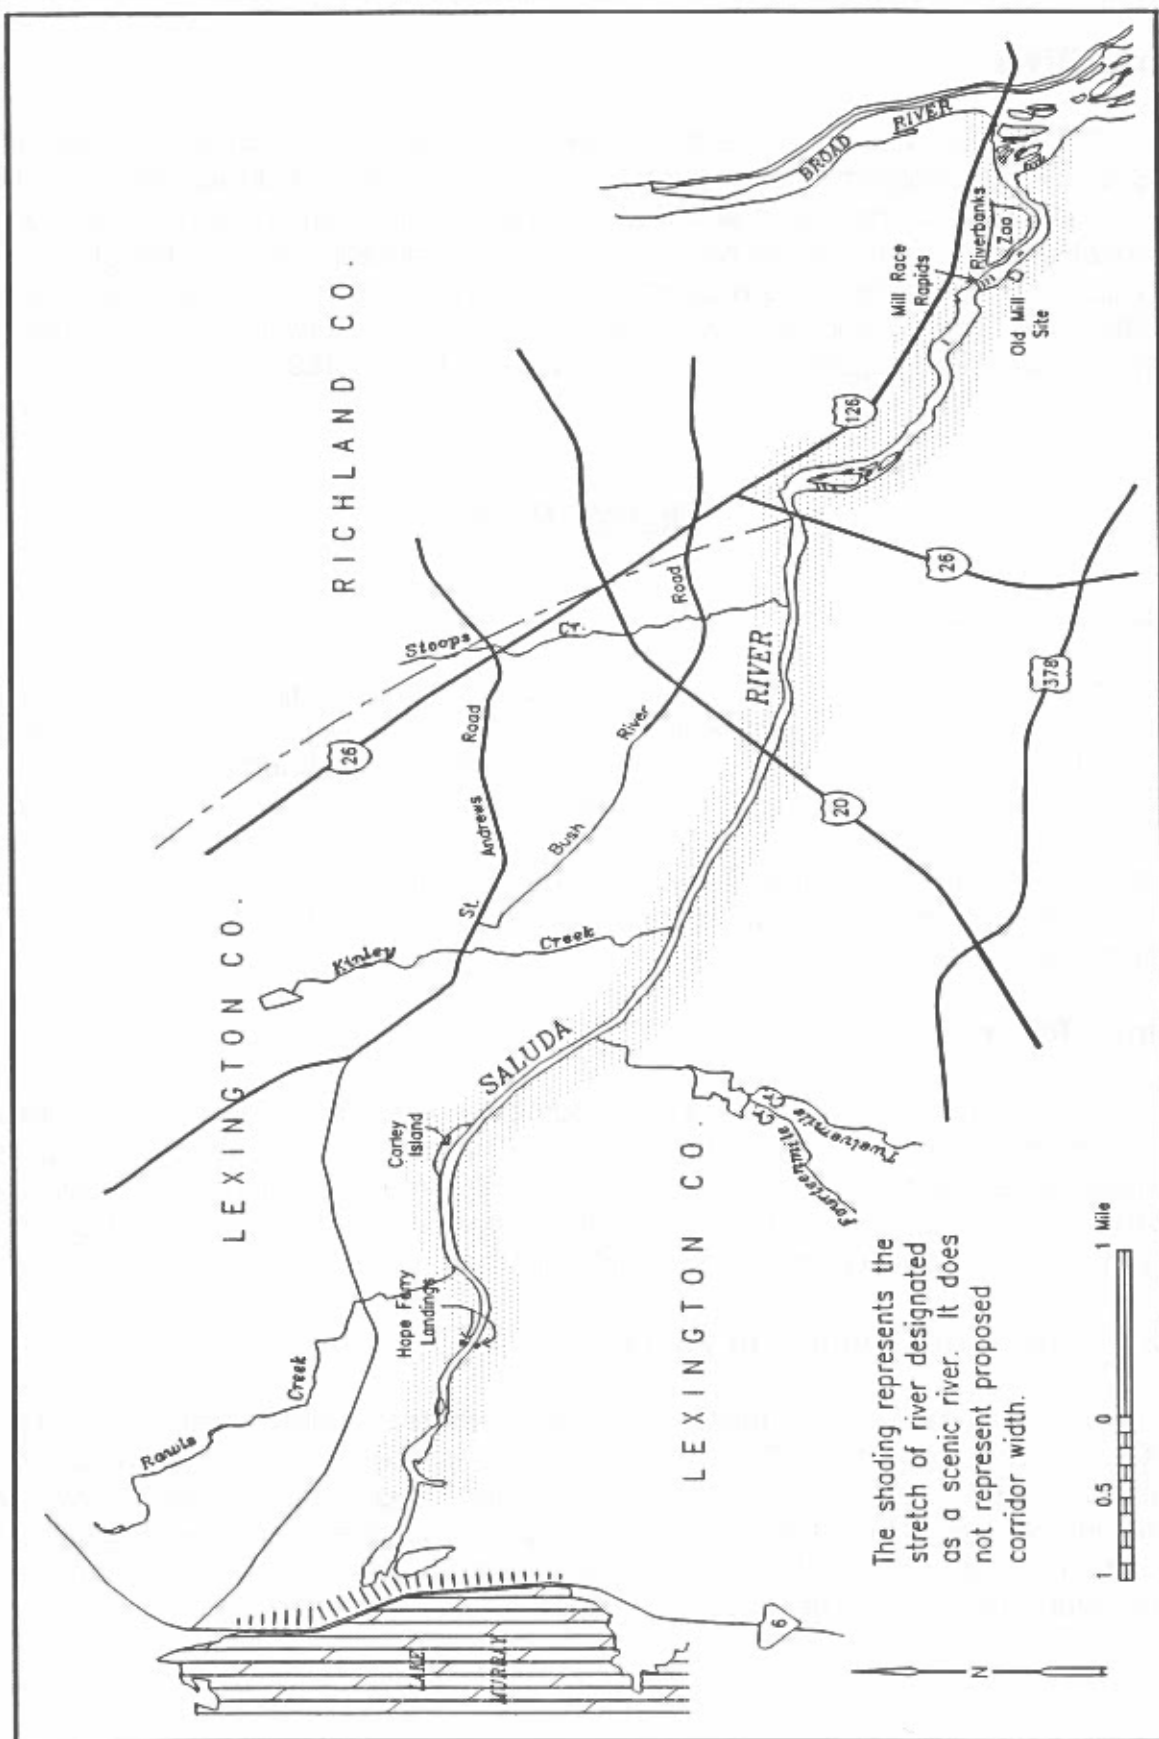 RICHLAND CO.
LEXINGTON CO.
LEXINGTON CO.
BROAD RIVER
SALUDA RIVER
LAKE
MURRAY
Rawls Creek
Hope Ferry
Landings
Corley
Island
Kinley Creek
St. Andrews Road
Bush River Road
Stoops Cr.
Twelvemile Cr.
Fourteenmile Cr.
Mill Race
Rapids
Riverbanks
Zoo
Old Mill
Site
26
126
26
20
378
6
The shading represents the
stretch of river designated
as a scenic river. It does
not represent proposed
corridor width.
1 0.5 0 1 Mile
N